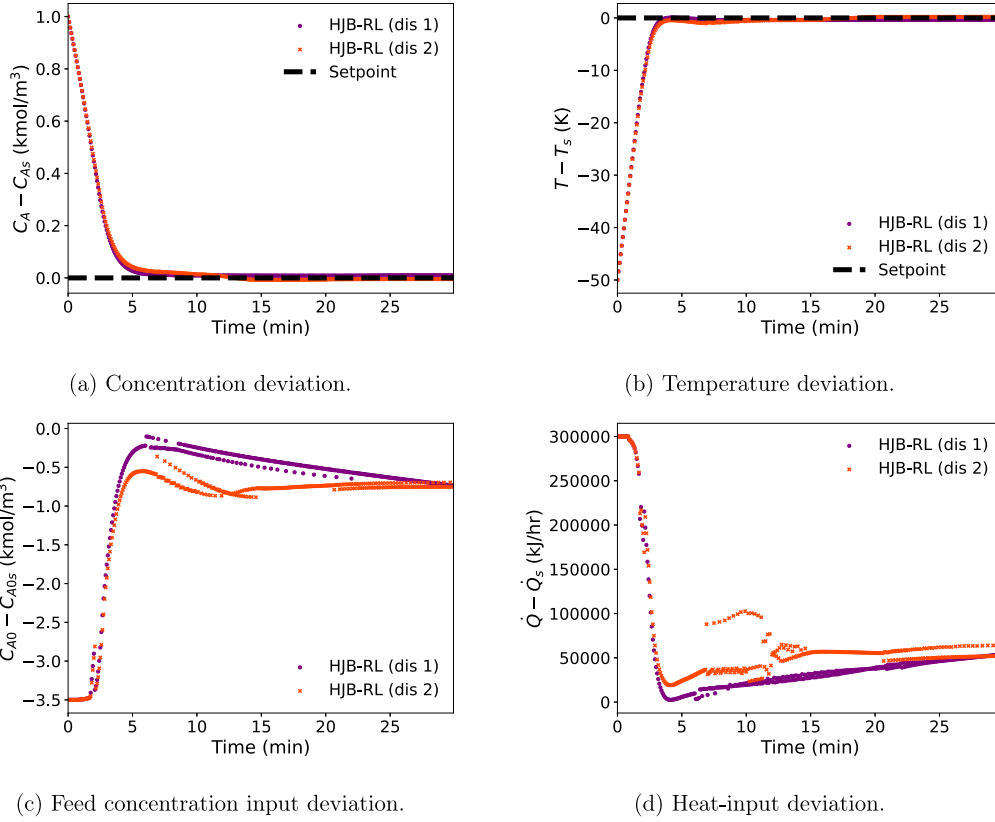 1.0
0.8
0.6
0.4
0.2
0.0
C_A − C_As (kmol/m³)
HJB-RL (dis 1)
HJB-RL (dis 2)
Setpoint
0 5 10 15 20 25
Time (min)
(a) Concentration deviation.
0
−10
−20
−30
−40
−50
T − T_s (K)
HJB-RL (dis 1)
HJB-RL (dis 2)
Setpoint
0 5 10 15 20 25
Time (min)
(b) Temperature deviation.
0.0
−0.5
−1.0
−1.5
−2.0
−2.5
−3.0
−3.5
C_A0 − C_A0s (kmol/m³)
HJB-RL (dis 1)
HJB-RL (dis 2)
0 5 10 15 20 25
Time (min)
(c) Feed concentration input deviation.
300000
250000
200000
150000
100000
50000
0
Q̇ − Q̇_s (kJ/hr)
HJB-RL (dis 1)
HJB-RL (dis 2)
0 5 10 15 20 25
Time (min)
(d) Heat-input deviation.